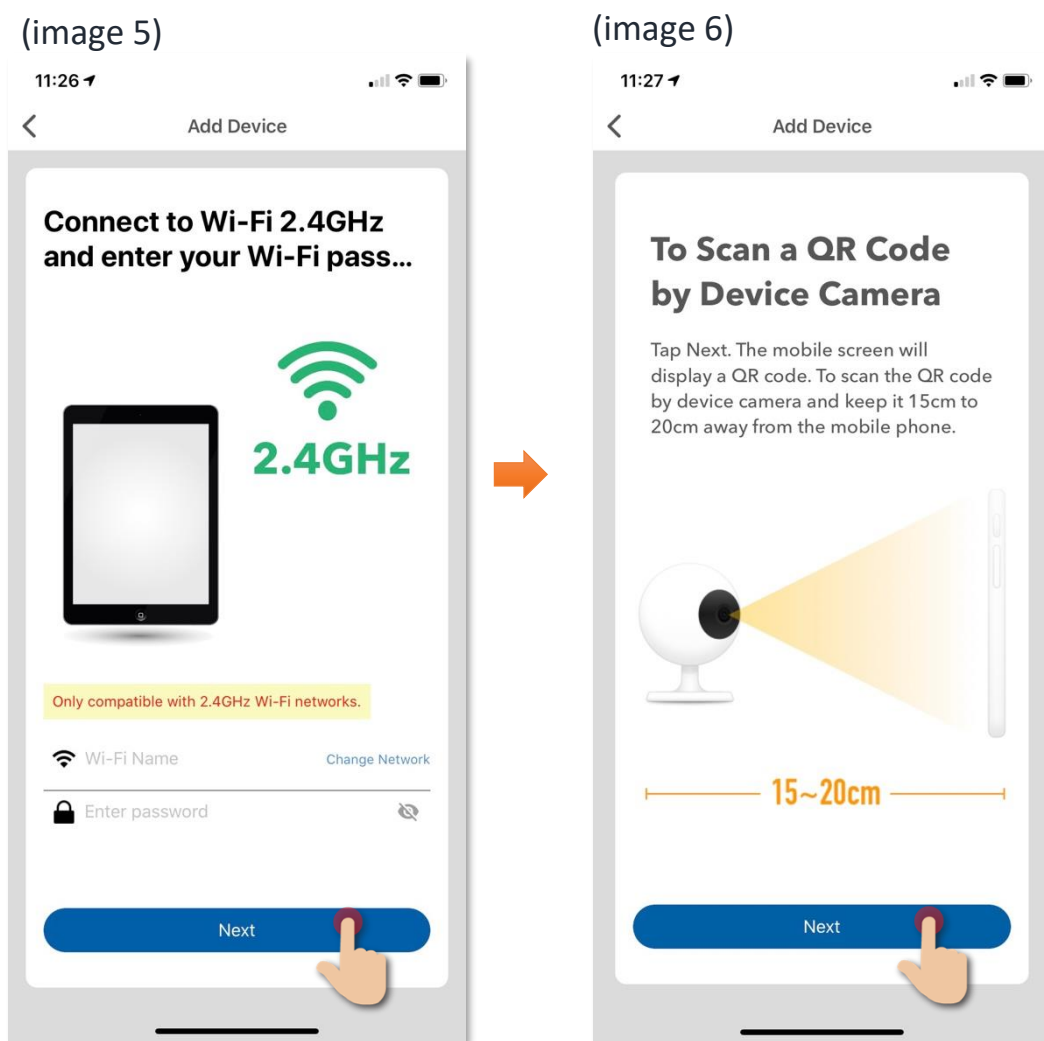 (image 5)
11:26
Add Device
Connect to Wi-Fi 2.4GHz
and enter your Wi-Fi pass...
2.4GHz
Only compatible with 2.4GHz Wi-Fi networks.
Wi-Fi Name
Change Network
Enter password
Next
(image 6)
11:27
Add Device
To Scan a QR Code
by Device Camera
Tap Next. The mobile screen will
display a QR code. To scan the QR code
by device camera and keep it 15cm to
20cm away from the mobile phone.
15~20cm
Next